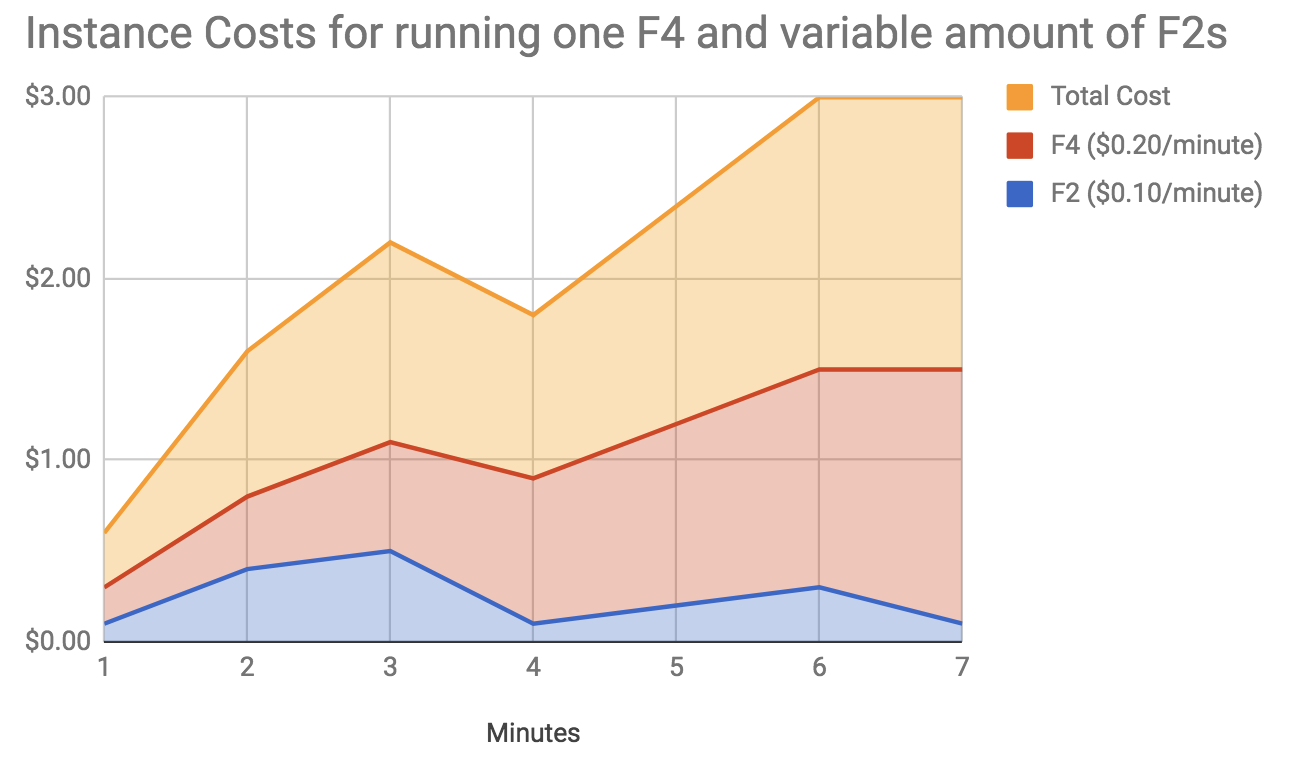 Instance Costs for running one F4 and variable amount of F2s
$3.00
$2.00
$1.00
$0.00
1 2 3 4 5 6 7
Minutes
Total Cost
F4 ($0.20/minute)
F2 ($0.10/minute)